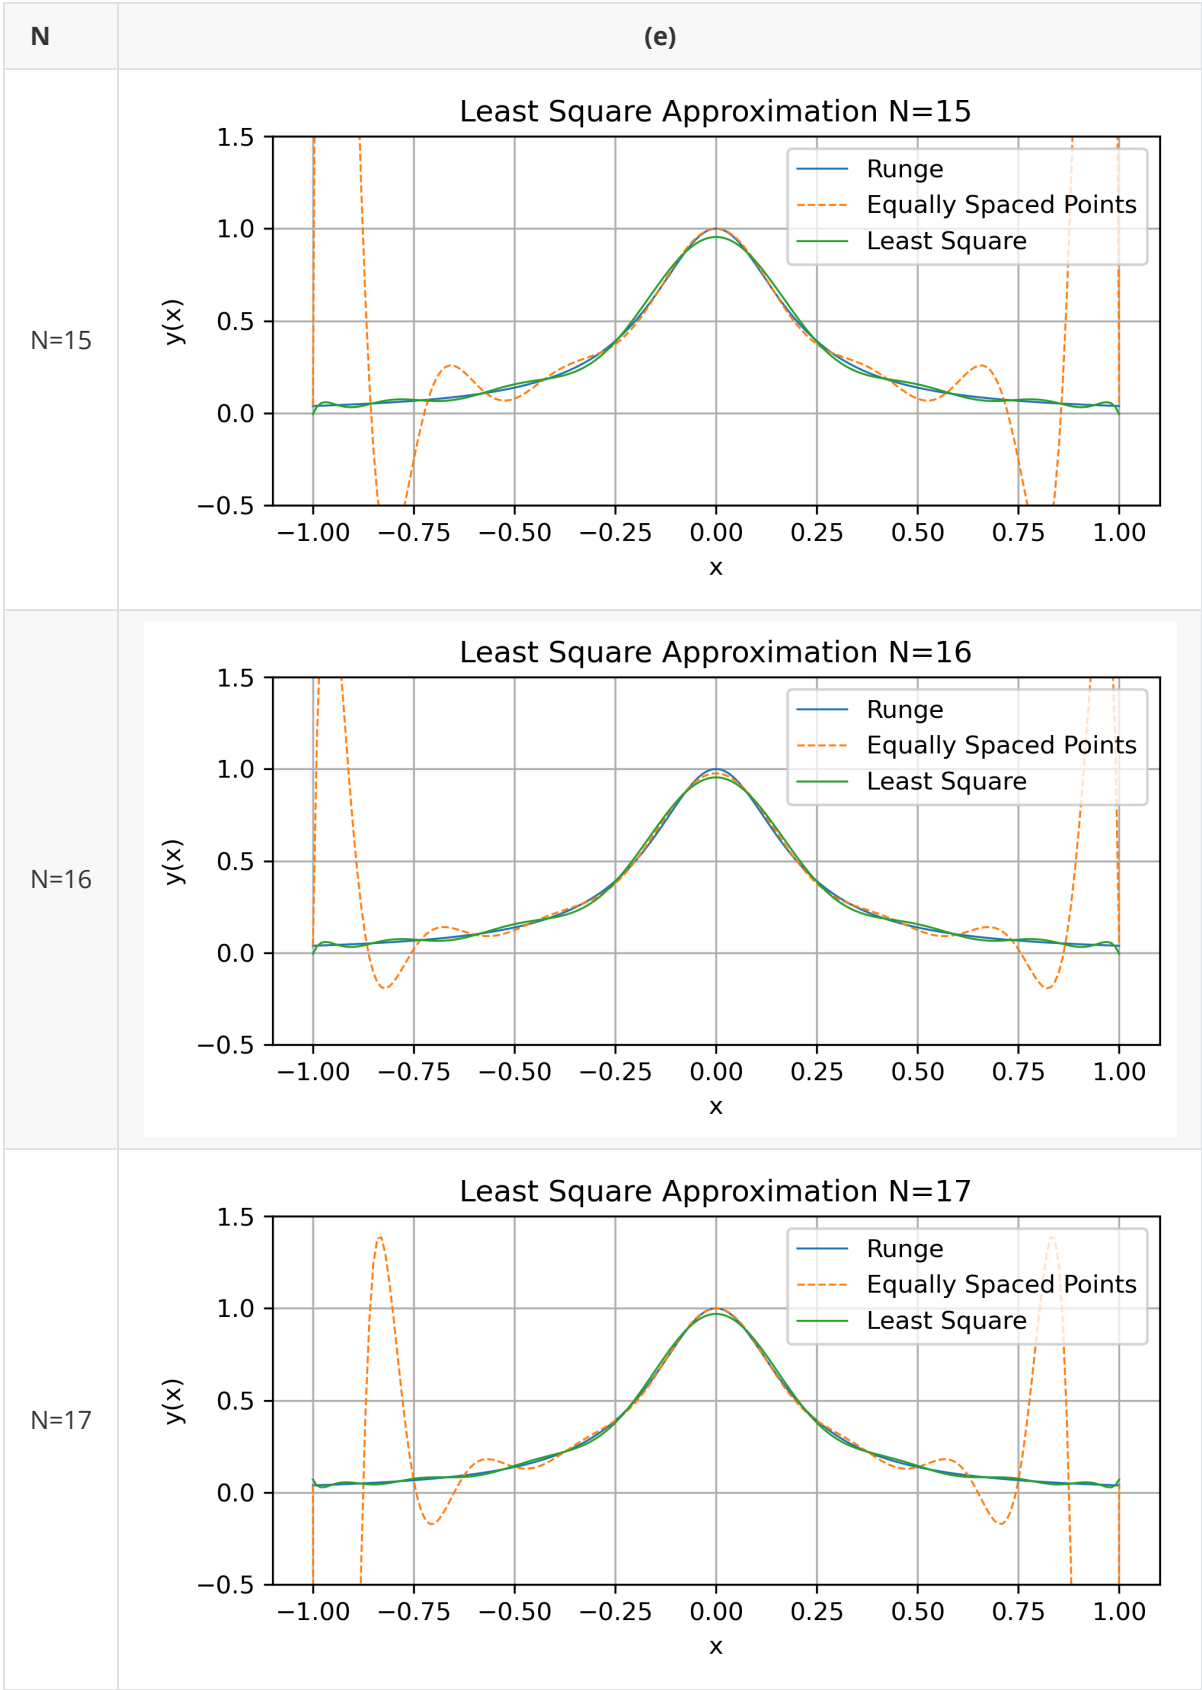 N (e)
Least Square Approximation N=15
1.5
Runge
Equally Spaced Points
Least Square
1.0
0.5
0.0
−0.5
y(x)
N=15
−1.00 −0.75 −0.50 −0.25 0.00 0.25 0.50 0.75 1.00
x
Least Square Approximation N=16
1.5
Runge
Equally Spaced Points
Least Square
1.0
0.5
0.0
−0.5
y(x)
N=16
−1.00 −0.75 −0.50 −0.25 0.00 0.25 0.50 0.75 1.00
x
Least Square Approximation N=17
1.5
Runge
Equally Spaced Points
Least Square
1.0
0.5
0.0
−0.5
y(x)
N=17
−1.00 −0.75 −0.50 −0.25 0.00 0.25 0.50 0.75 1.00
x